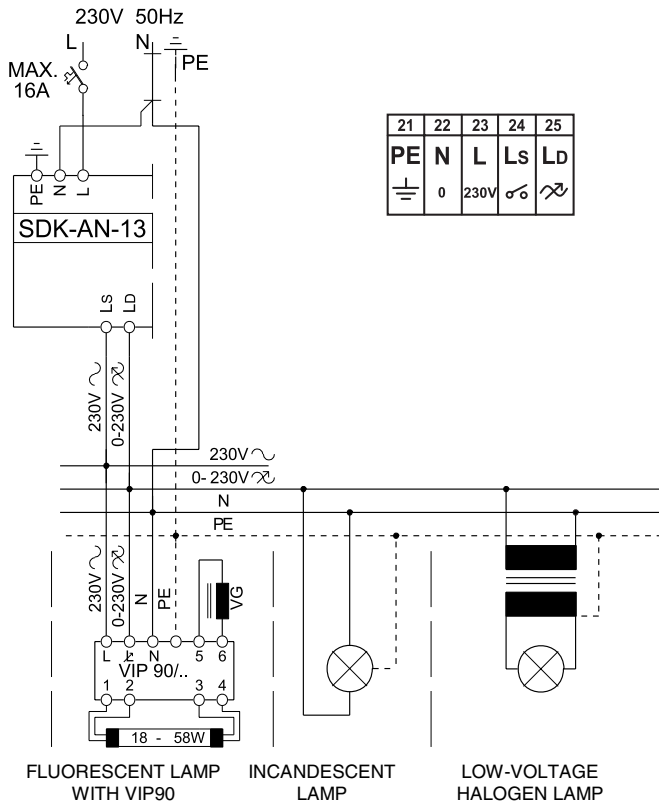 230V 50Hz
L N PE
MAX.
16A
21 22 23 24 25
PE N L Ls LD
0 230V
PE N L
SDK-AN-13
Ls LD
230V
0-230V
230V
0-230V
N
PE
230V
0-230V
N
PE
VG
L L N 5 6
VIP 90/..
1 2 3 4
18 - 58W
FLUORESCENT LAMP
WITH VIP90
INCANDESCENT
LAMP
LOW-VOLTAGE
HALOGEN LAMP